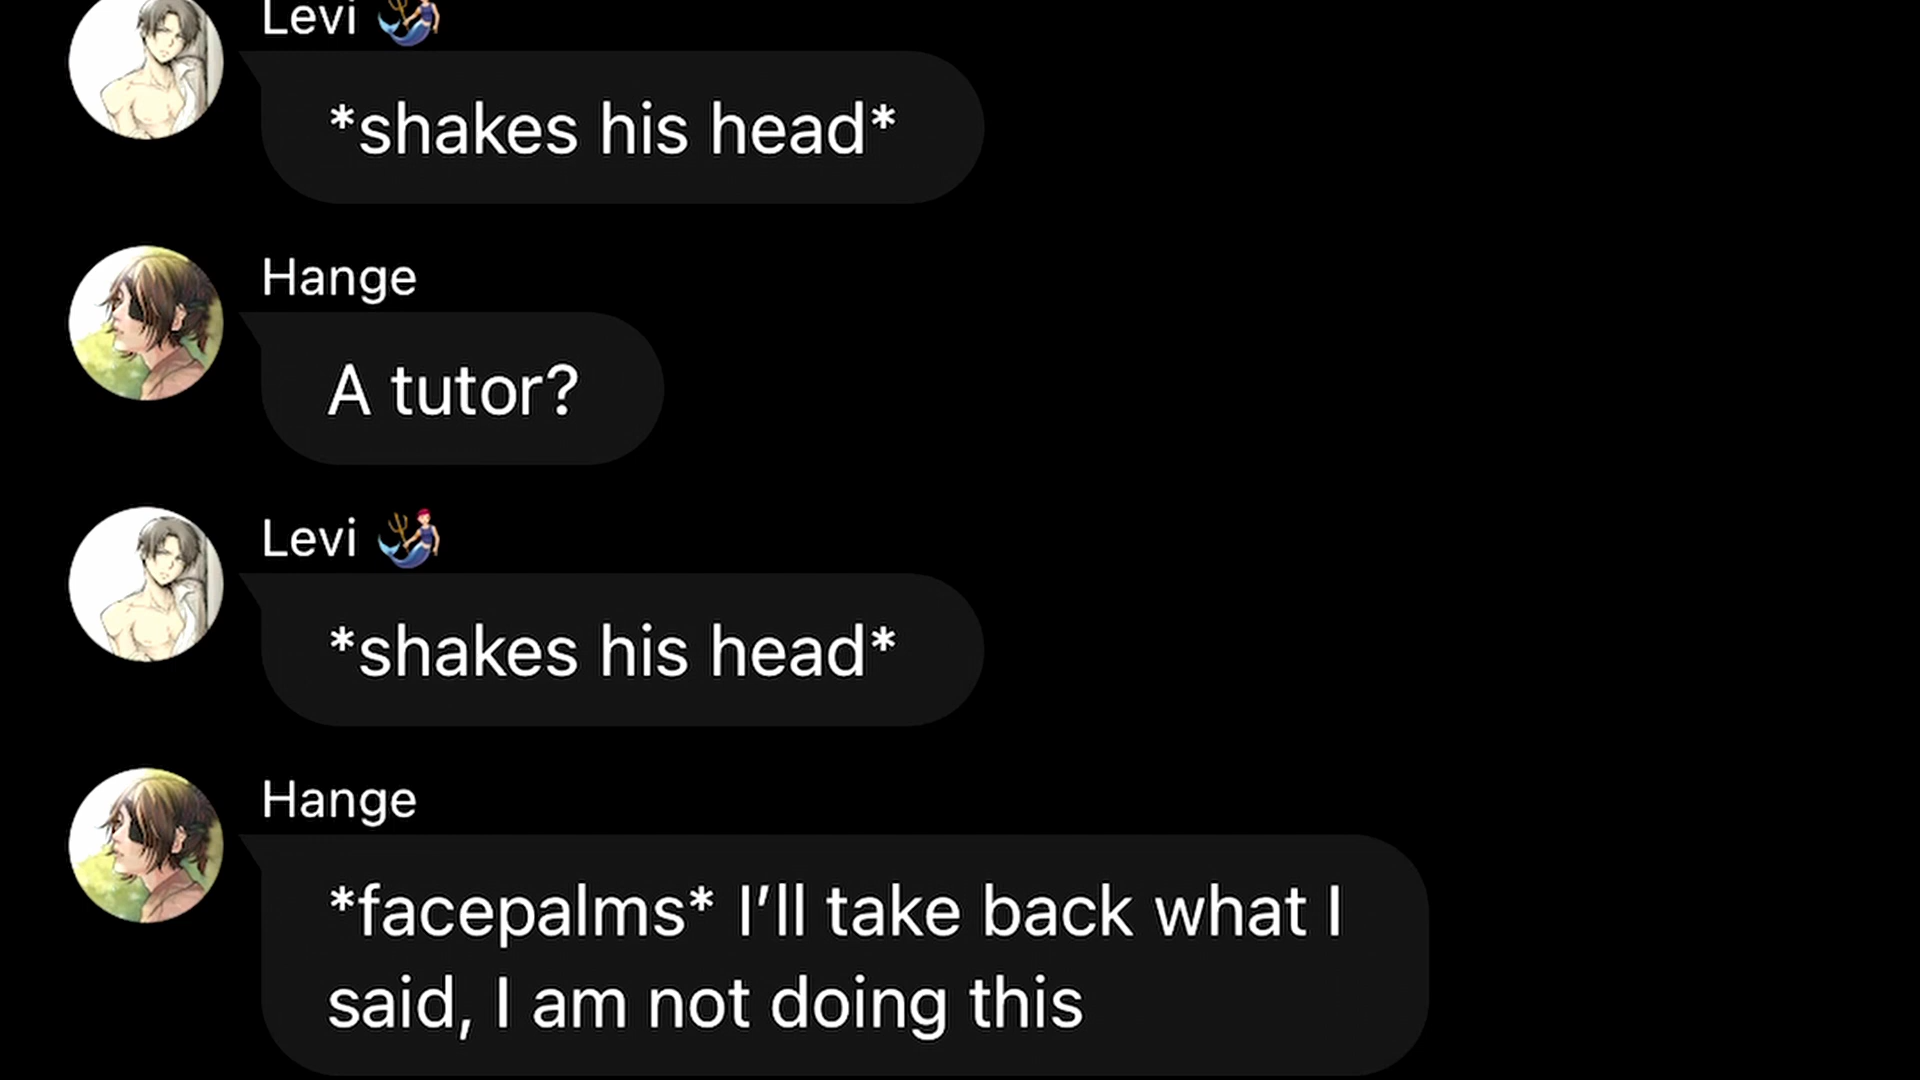 Levi 🧜‍♂️
*shakes his head*
Hange
A tutor?
Levi 🧜‍♂️
*shakes his head*
Hange
*facepalms* I’ll take back what I
said, I am not doing this